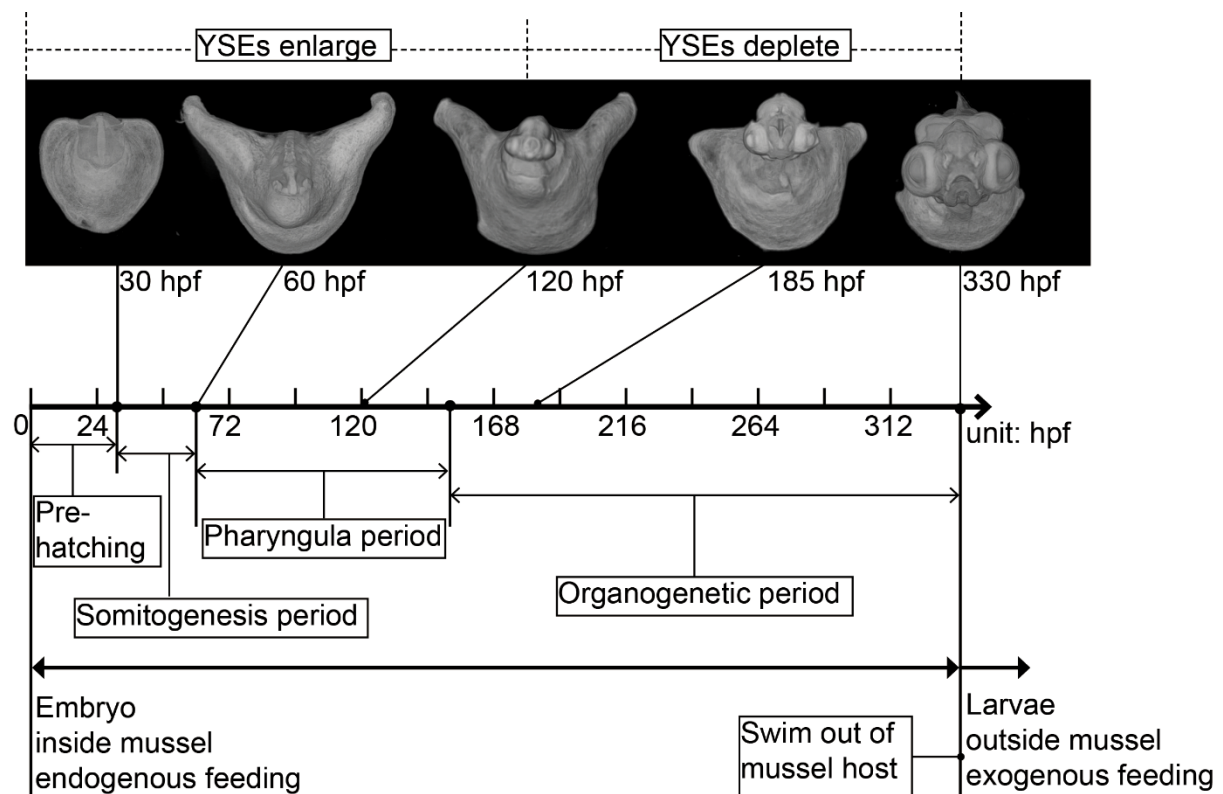 YSEs enlarge
YSEs deplete
30 hpf
60 hpf
120 hpf
185 hpf
330 hpf
0
24
72
120
168
216
264
312
unit: hpf
Pre-
hatching
Somitogenesis period
Pharyngula period
Organogenetic period
Embryo
inside mussel
endogenous feeding
Swim out of
mussel host
Larvae
outside mussel
exogenous feeding